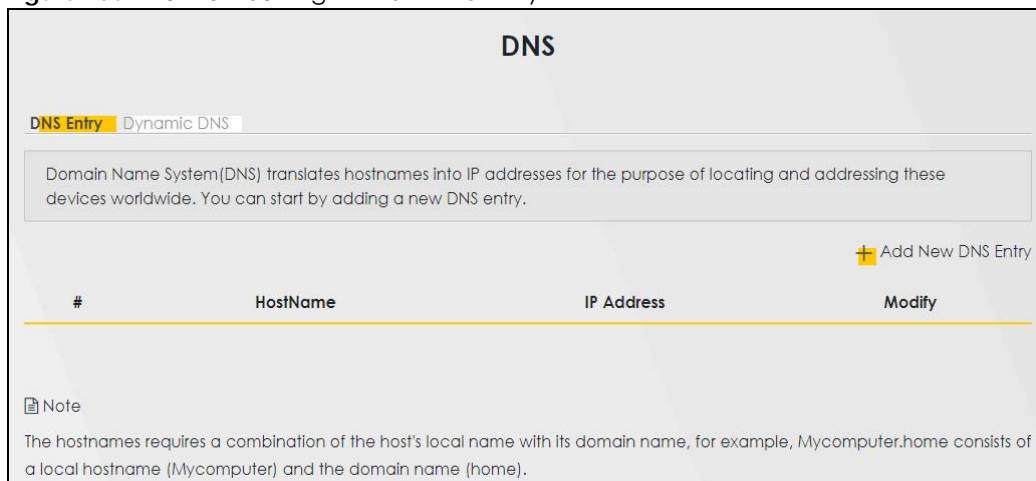 DNS
DNS Entry Dynamic DNS
Domain Name System(DNS) translates hostnames into IP addresses for the purpose of locating and addressing these
devices worldwide. You can start by adding a new DNS entry.
+ Add New DNS Entry
# HostName IP Address Modify
Note
The hostnames requires a combination of the host's local name with its domain name, for example, Mycomputer.home consists of
a local hostname (Mycomputer) and the domain name (home).